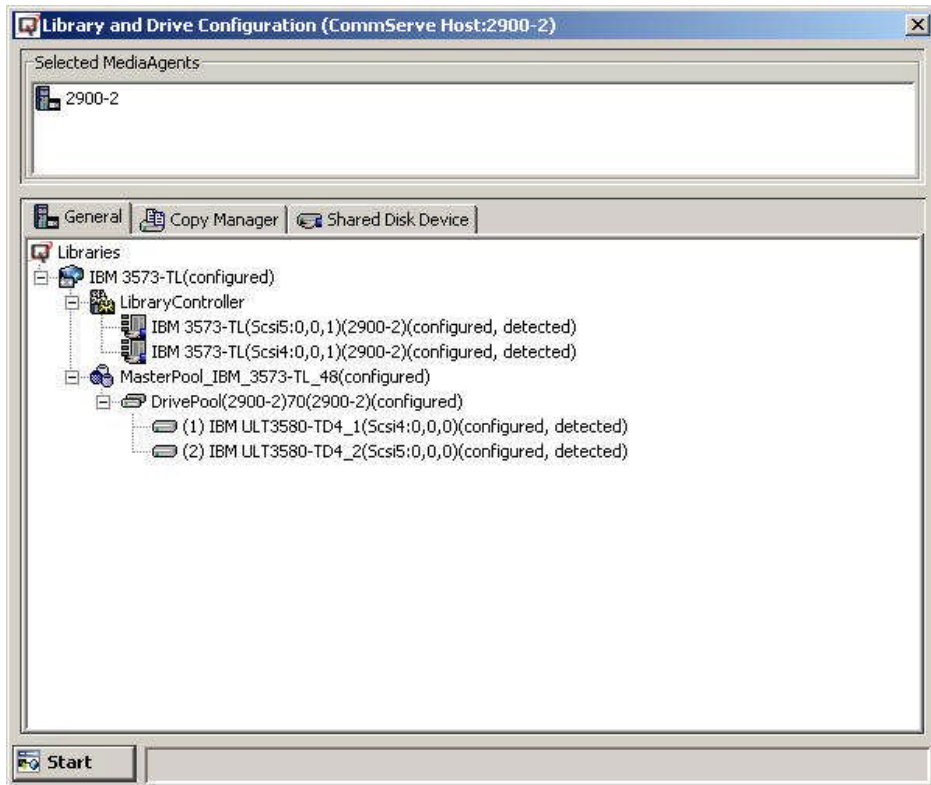 Library and Drive Configuration (CommServe Host:2900-2)
Selected MediaAgents
2900-2
General Copy Manager Shared Disk Device
Libraries
IBM 3573-TL(configured)
LibraryController
IBM 3573-TL(Scsi5:0,0,1)(2900-2)(configured, detected)
IBM 3573-TL(Scsi4:0,0,1)(2900-2)(configured, detected)
MasterPool_IBM_3573-TL_48(configured)
DrivePool(2900-2)70(2900-2)(configured)
(1) IBM ULT3580-TD4_1(Scsi4:0,0,0)(configured, detected)
(2) IBM ULT3580-TD4_2(Scsi5:0,0,0)(configured, detected)
Start